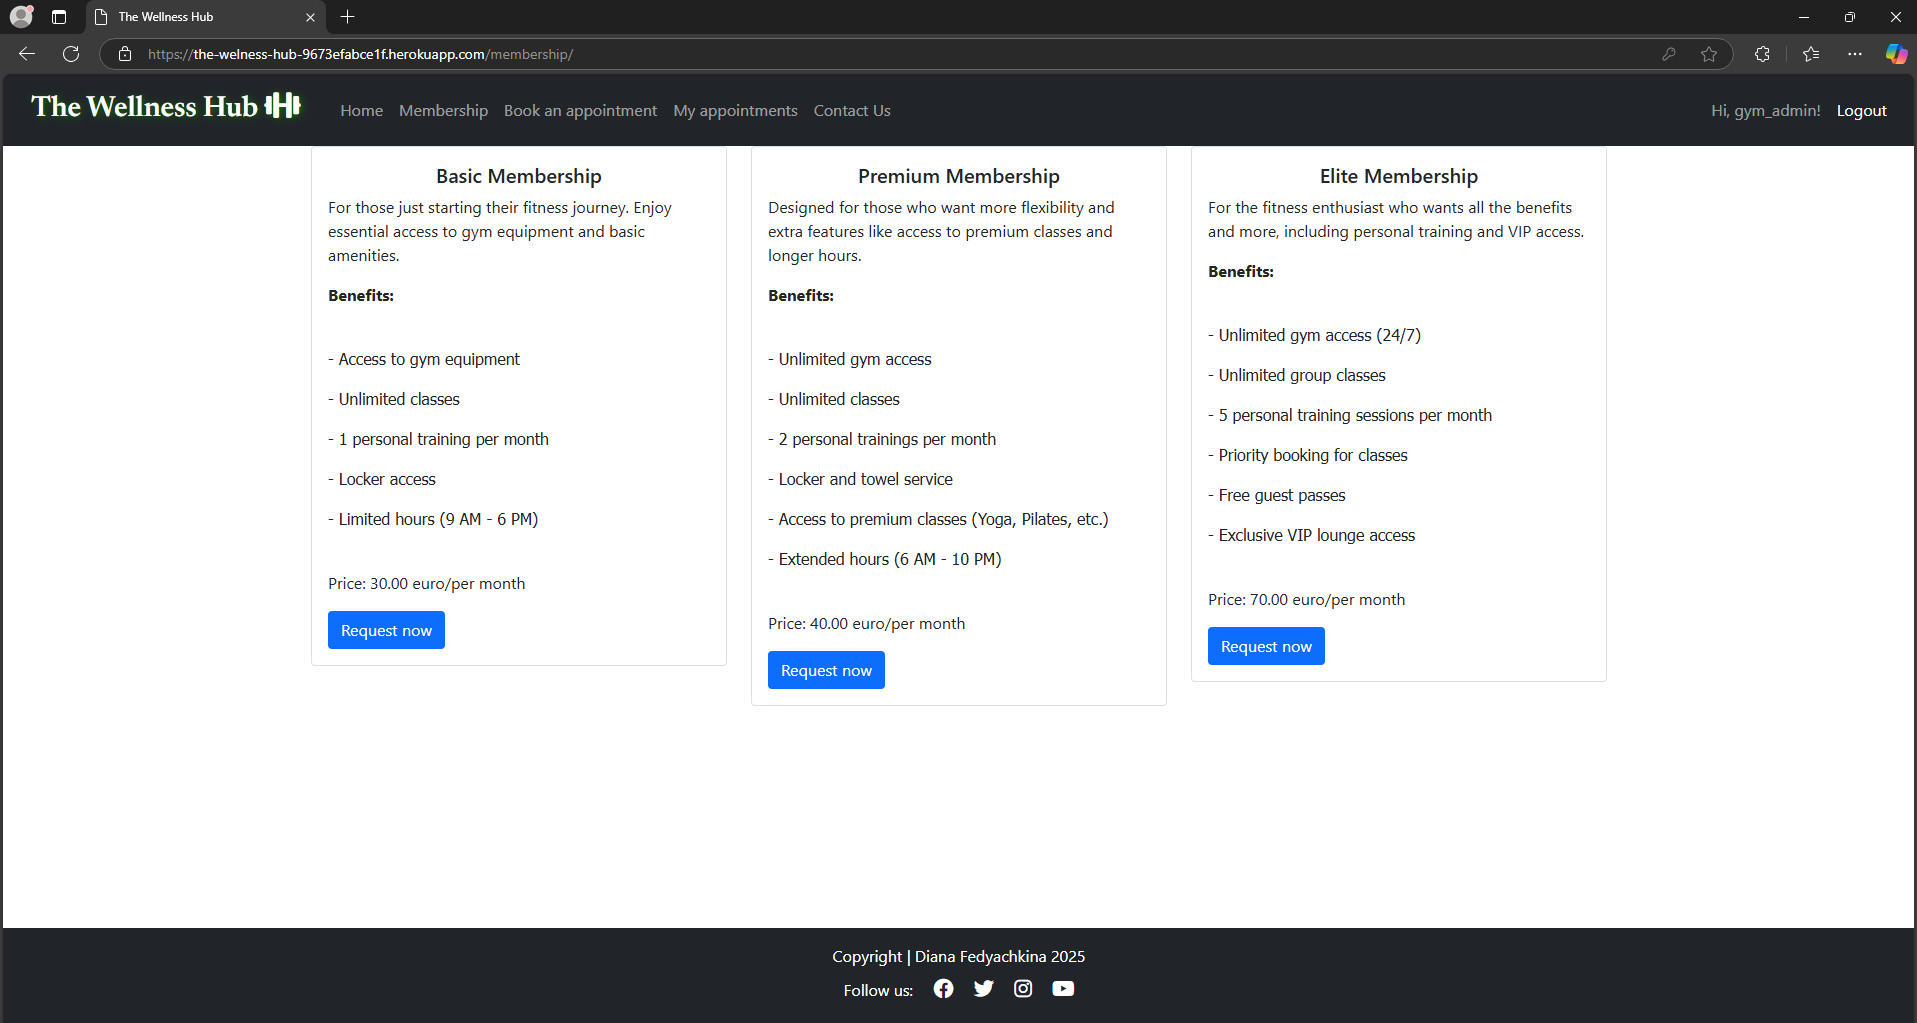 The Wellness Hub
https://the-welness-hub-9673efabce1f.herokuapp.com/membership/
The Wellness Hub
Home Membership Book an appointment My appointments Contact Us
Hi, gym_admin! Logout
Basic Membership
For those just starting their fitness journey. Enjoy
essential access to gym equipment and basic
amenities.
Benefits:
- Access to gym equipment
- Unlimited classes
- 1 personal training per month
- Locker access
- Limited hours (9 AM - 6 PM)
Price: 30.00 euro/per month
Request now
Premium Membership
Designed for those who want more flexibility and
extra features like access to premium classes and
longer hours.
Benefits:
- Unlimited gym access
- Unlimited classes
- 2 personal trainings per month
- Locker and towel service
- Access to premium classes (Yoga, Pilates, etc.)
- Extended hours (6 AM - 10 PM)
Price: 40.00 euro/per month
Request now
Elite Membership
For the fitness enthusiast who wants all the benefits
and more, including personal training and VIP access.
Benefits:
- Unlimited gym access (24/7)
- Unlimited group classes
- 5 personal training sessions per month
- Priority booking for classes
- Free guest passes
- Exclusive VIP lounge access
Price: 70.00 euro/per month
Request now
Copyright | Diana Fedyachkina 2025
Follow us: